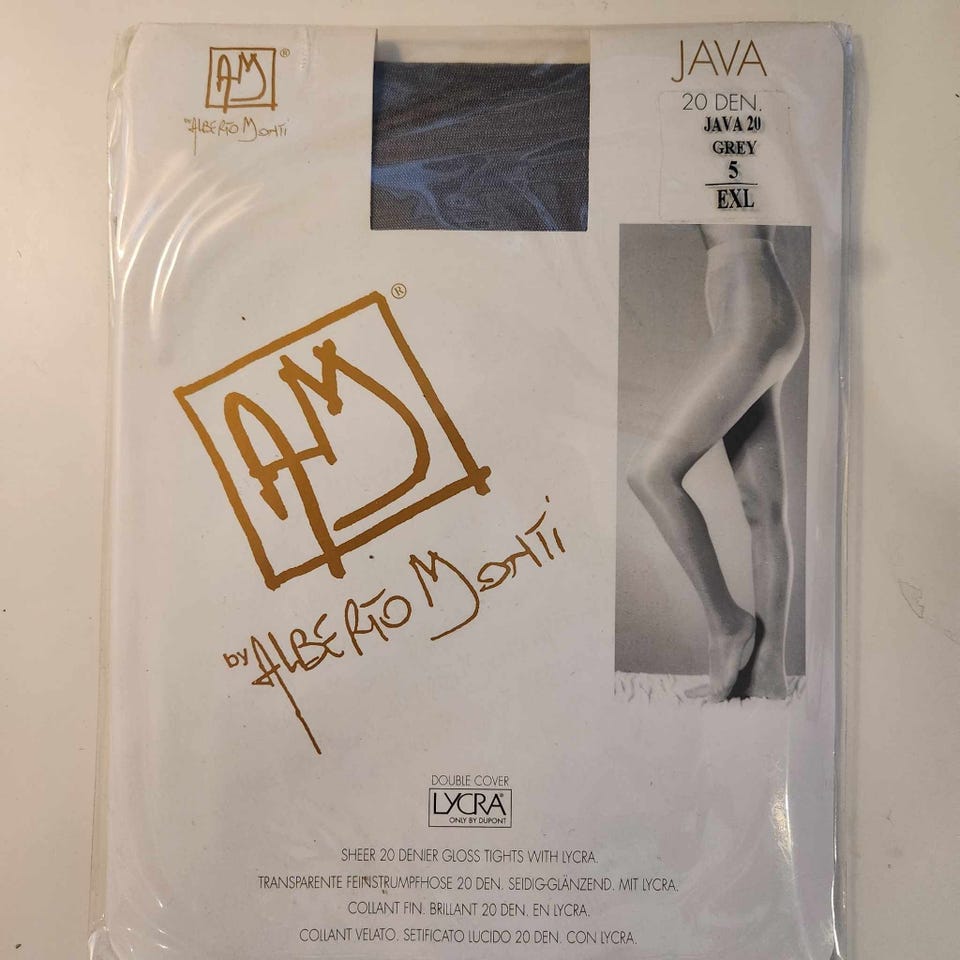 AM®
by ALBERTO MONTI
JAVA
20 DEN.
JAVA 20
GREY
5
EXL
AM®
by ALBERTO MONTI
DOUBLE COVER
LYCRA®
ONLY BY DUPONT
SHEER 20 DENIER GLOSS TIGHTS WITH LYCRA.
TRANSPARENTE FEINSTRUMPFHOSE 20 DEN. SEIDIG-GLÄNZEND. MIT LYCRA.
COLLANT FIN. BRILLANT 20 DEN. EN LYCRA.
COLLANT VELATO. SETIFICATO LUCIDO 20 DEN. CON LYCRA.